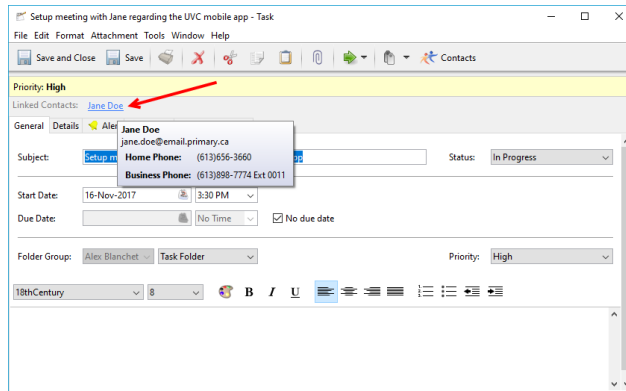 Setup meeting with Jane regarding the UVC mobile app - Task
File Edit Format Attachment Tools Window Help
Save and Close Save Contacts
Priority: High
Linked Contacts: Jane Doe
General Details Aler
Jane Doe
jane.doe@email.primary.ca
Home Phone: (613)656-3660
Business Phone: (613)898-7774 Ext 0011
Subject: Setup m pp Status: In Progress
Start Date: 16-Nov-2017 3:30 PM
Due Date: No Time No due date
Folder Group: Alex Blanchet Task Folder Priority: High
18thCentury 8 B I U